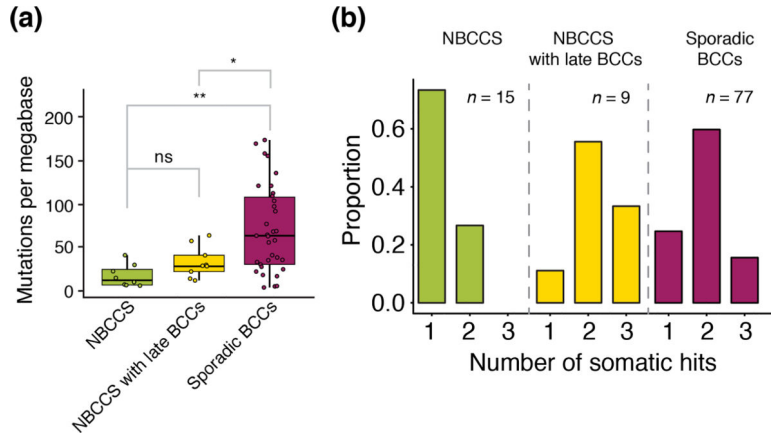 (a)
Mutations per megabase
200
150
100
50
0
ns
**
*
NBCCS
NBCCS with late BCCs
Sporadic BCCs
(b)
NBCCS
NBCCS
with late BCCs
Sporadic
BCCs
n = 15
n = 9
n = 77
Proportion
0.6
0.4
0.2
0.0
1 2 3 1 2 3 1 2 3
Number of somatic hits